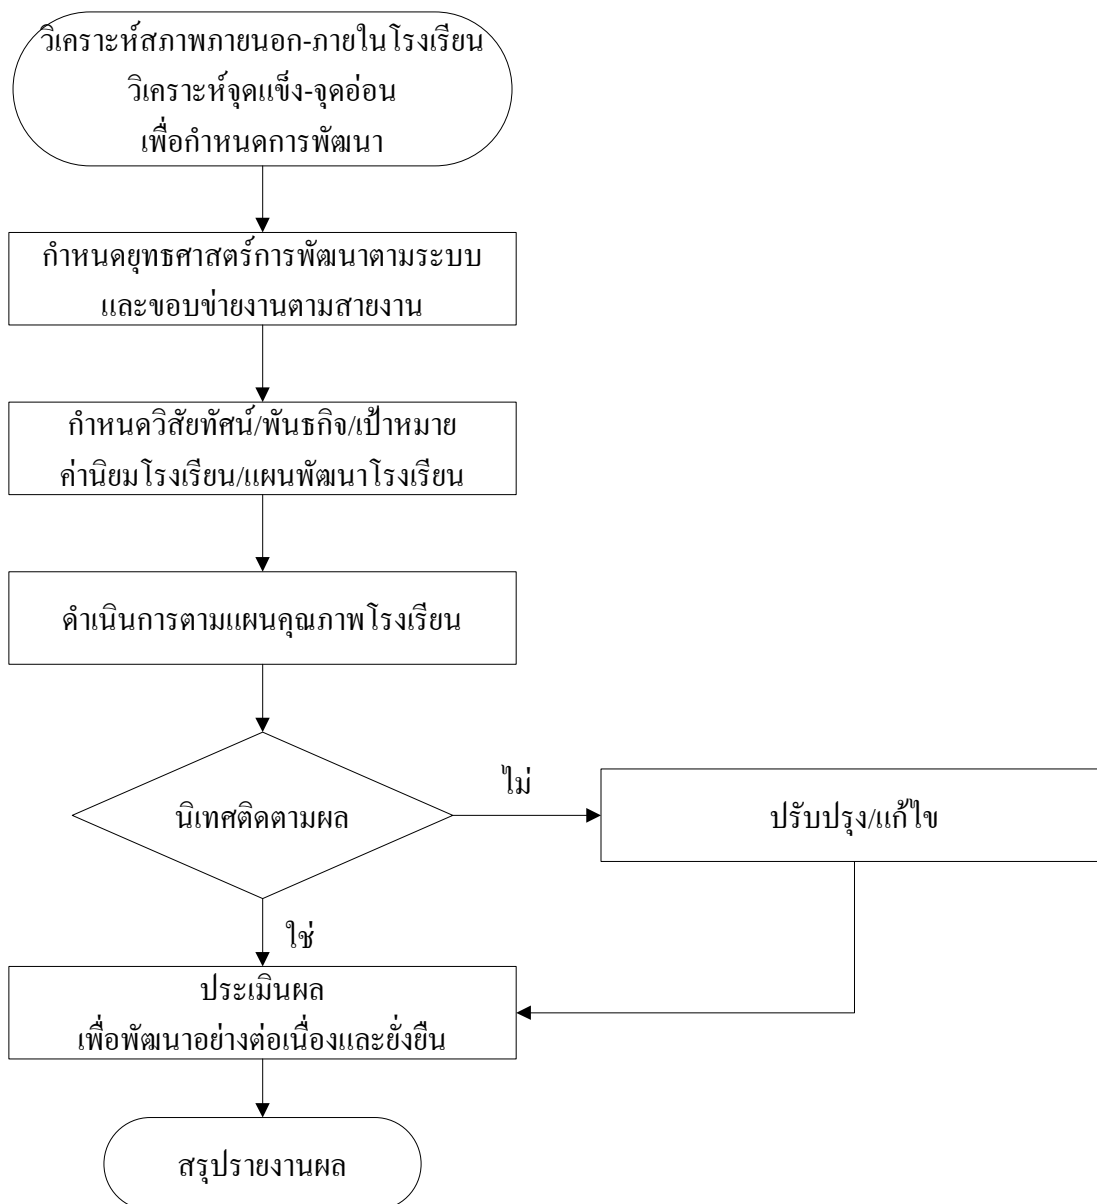 วิเคราะห์สภาพภายนอก-ภายในโรงเรียน
วิเคราะห์จุดแข็ง-จุดอ่อน
เพื่อกำหนดการพัฒนา
กำหนดยุทธศาสตร์การพัฒนาตามระบบ
และขอบข่ายงานตามสายงาน
กำหนดวิสัยทัศน์/พันธกิจ/เป้าหมาย
ค่านิยมโรงเรียน/แผนพัฒนาโรงเรียน
ดำเนินการตามแผนคุณภาพโรงเรียน
นิเทศติดตามผล
ไม่
ปรับปรุง/แก้ไข
ใช่
ประเมินผล
เพื่อพัฒนาอย่างต่อเนื่องและยั่งยืน
สรุปรายงานผล